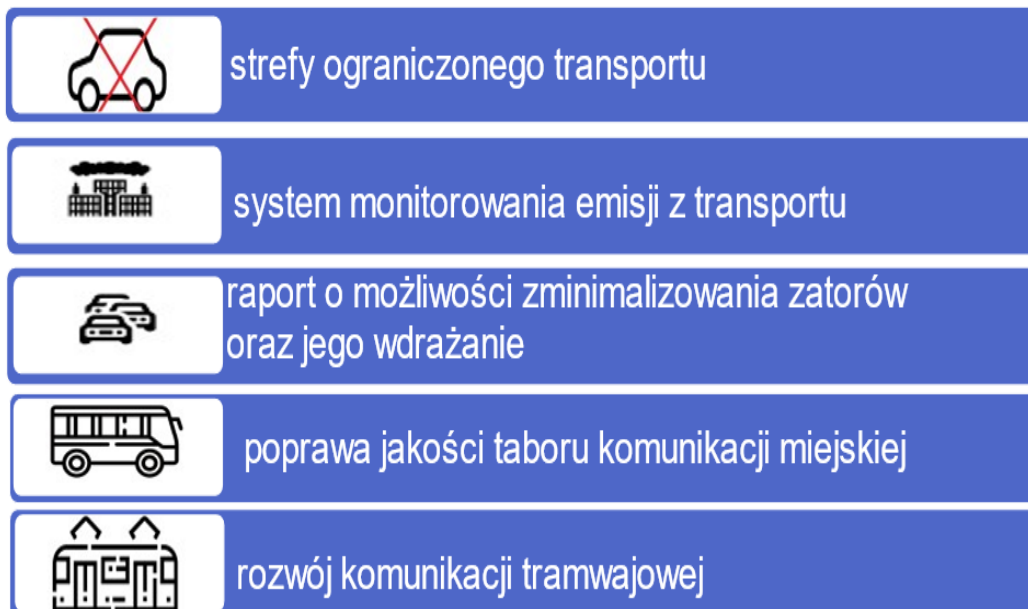 strefy ograniczonego transportu
system monitorowania emisji z transportu
raport o możliwości zminimalizowania zatorów
oraz jego wdrażanie
poprawa jakości taboru komunikacji miejskiej
rozwój komunikacji tramwajowej